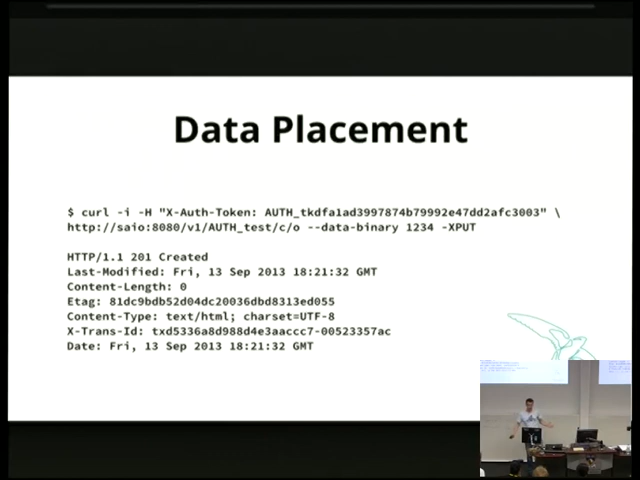 Data Placement
$ curl -i -H "X-Auth-Token: AUTH_tkdfa1ad3997874b79992e47dd2afc3003" \
http://saio:8080/v1/AUTH_test/c/o --data-binary 1234 -XPUT
HTTP/1.1 201 Created
Last-Modified: Fri, 13 Sep 2013 18:21:32 GMT
Content-Length: 0
Etag: 81dc9bdb52d04dc20036dbd8313ed055
Content-Type: text/html; charset=UTF-8
X-Trans-Id: txd5336a8d988d4e3aaccc7-00523357ac
Date: Fri, 13 Sep 2013 18:21:32 GMT